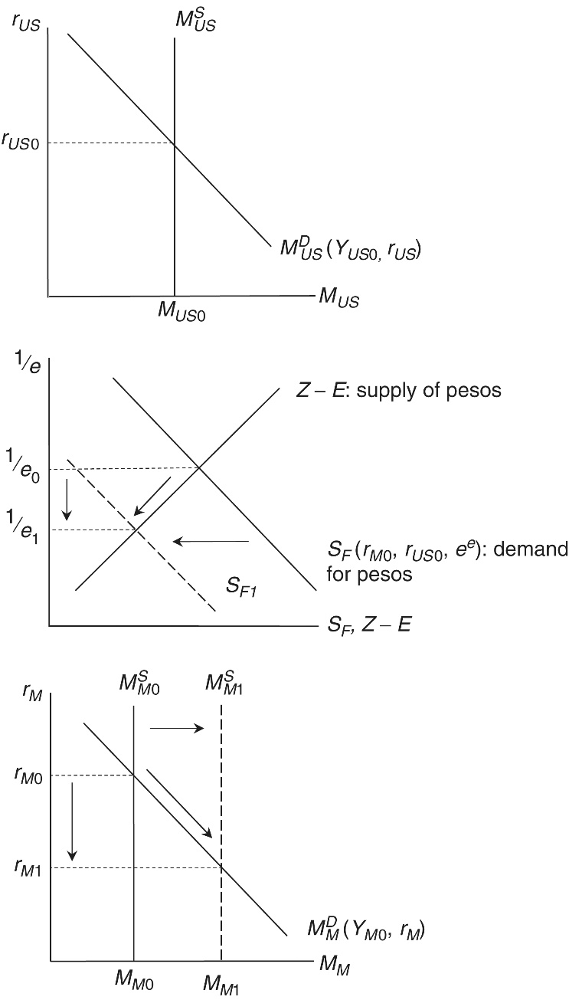 r_US
M^S_US
r_US0
M^D_US (Y_US0, r_US)
M_US
M_US0
1/e
Z – E: supply of pesos
1/e_0
1/e_1
S_F (r_M0, r_US0, e^e): demand
for pesos
S_F1
S_F, Z – E
M^S_M0
M^S_M1
r_M
r_M0
r_M1
M^D_M (Y_M0, r_M)
M_M
M_M0
M_M1